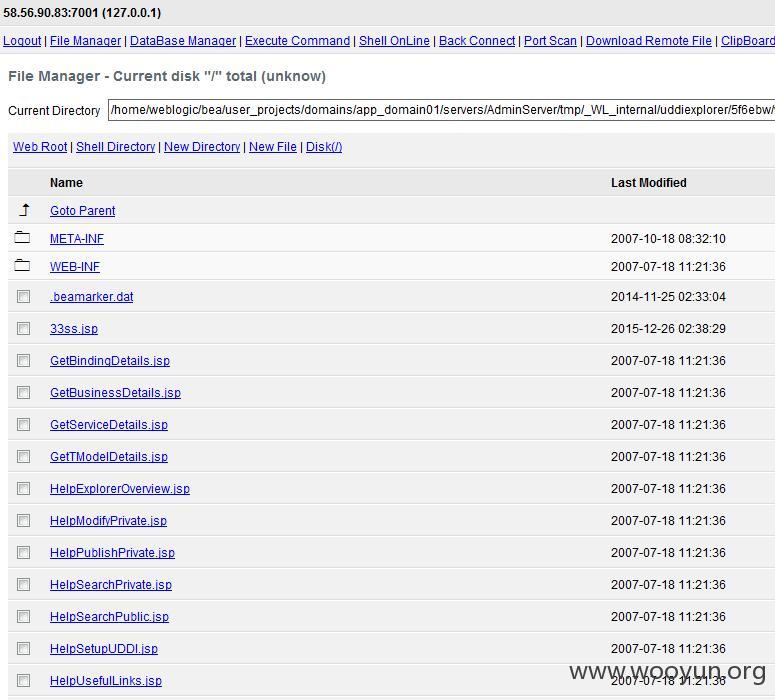 58.56.90.83:7001 (127.0.0.1)
Logout | File Manager | DataBase Manager | Execute Command | Shell OnLine | Back Connect | Port Scan | Download Remote File | ClipBoard
File Manager - Current disk "/" total (unknow)
Current Directory /home/weblogic/bea/user_projects/domains/app_domain01/servers/AdminServer/tmp/_WL_internal/uddiexplorer/5f6ebw/
Web Root | Shell Directory | New Directory | New File | Disk(/)
Name Last Modified
Goto Parent
META-INF 2007-10-18 08:32:10
WEB-INF 2007-07-18 11:21:36
.beamarker.dat 2014-11-25 02:33:04
33ss.jsp 2015-12-26 02:38:29
GetBindingDetails.jsp 2007-07-18 11:21:36
GetBusinessDetails.jsp 2007-07-18 11:21:36
GetServiceDetails.jsp 2007-07-18 11:21:36
GetTModelDetails.jsp 2007-07-18 11:21:36
HelpExplorerOverview.jsp 2007-07-18 11:21:36
HelpModifyPrivate.jsp 2007-07-18 11:21:36
HelpPublishPrivate.jsp 2007-07-18 11:21:36
HelpSearchPrivate.jsp 2007-07-18 11:21:36
HelpSearchPublic.jsp 2007-07-18 11:21:36
HelpSetupUDDI.jsp 2007-07-18 11:21:36
HelpUsefulLinks.jsp 2007-07-18 11:21:36
www.wooyun.org